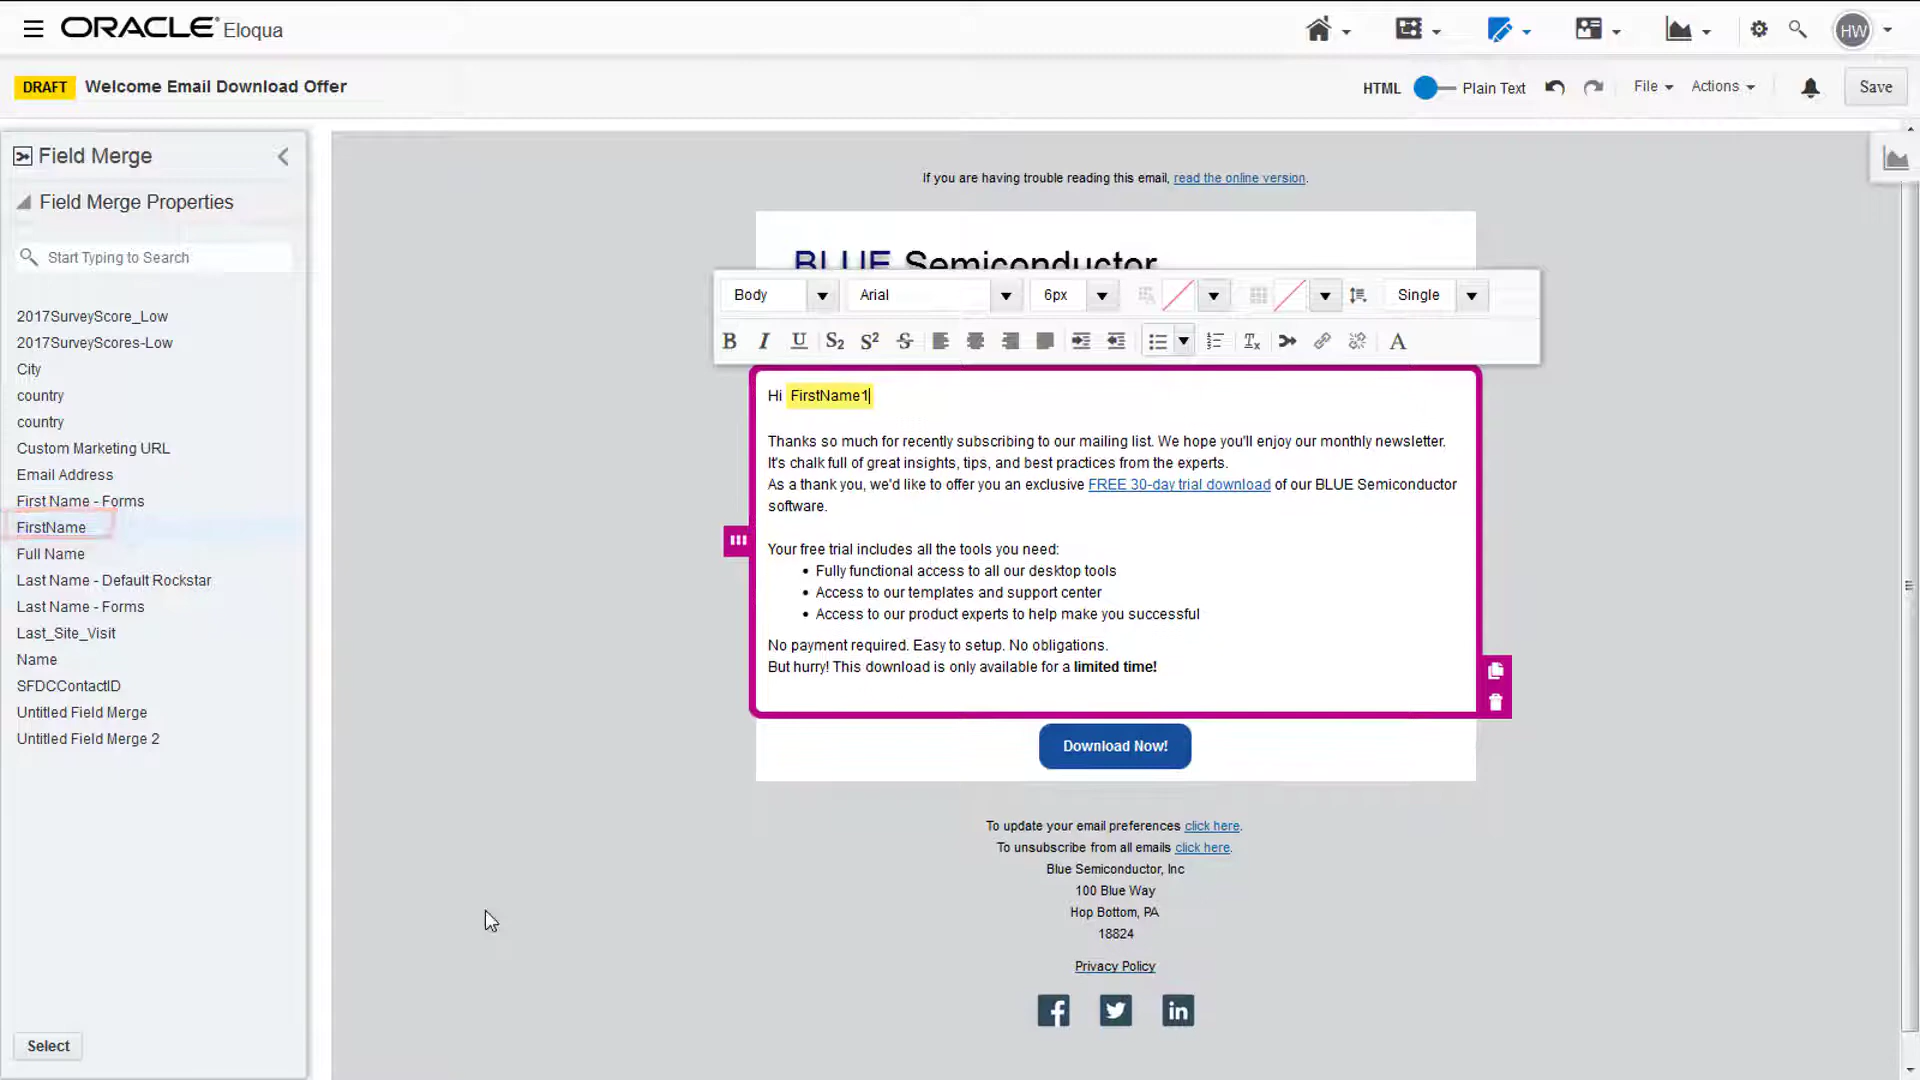 ORACLE Eloqua
HW
DRAFT Welcome Email Download Offer
HTML Plain Text File Actions Save
Field Merge
Field Merge Properties
Start Typing to Search
2017SurveyScore_Low
2017SurveyScores-Low
City
country
country
Custom Marketing URL
Email Address
First Name - Forms
FirstName
Full Name
Last Name - Default Rockstar
Last Name - Forms
Last_Site_Visit
Name
SFDCContactID
Untitled Field Merge
Untitled Field Merge 2
Select
If you are having trouble reading this email, read the online version.
BLUE Semiconductor
Body Arial 6px Single
B I U S2 S2 S Tx A
Hi FirstName1
Thanks so much for recently subscribing to our mailing list. We hope you'll enjoy our monthly newsletter.
It's chalk full of great insights, tips, and best practices from the experts.
As a thank you, we'd like to offer you an exclusive FREE 30-day trial download of our BLUE Semiconductor
software.
Your free trial includes all the tools you need:
• Fully functional access to all our desktop tools
• Access to our templates and support center
• Access to our product experts to help make you successful
No payment required. Easy to setup. No obligations.
But hurry! This download is only available for a limited time!
Download Now!
To update your email preferences click here.
To unsubscribe from all emails click here.
Blue Semiconductor, Inc
100 Blue Way
Hop Bottom, PA
18824
Privacy Policy